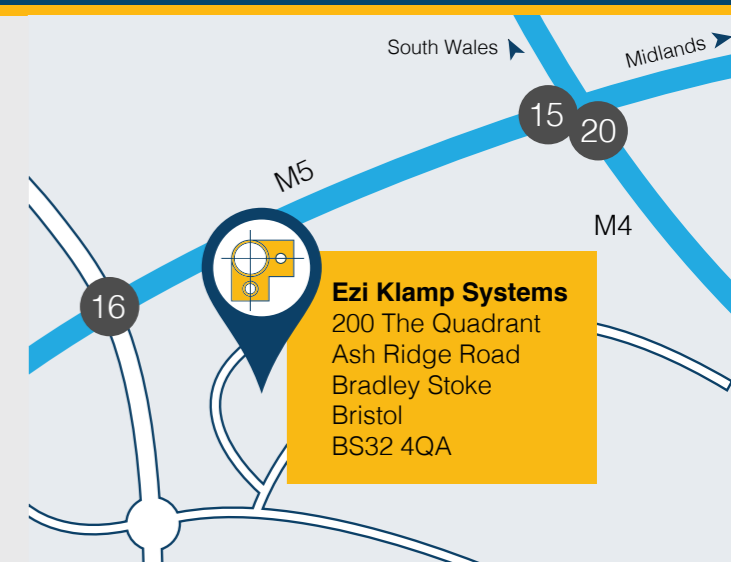 South Wales
Midlands
15
20
M5
M4
16
Ezi Klamp Systems
200 The Quadrant
Ash Ridge Road
Bradley Stoke
Bristol
BS32 4QA